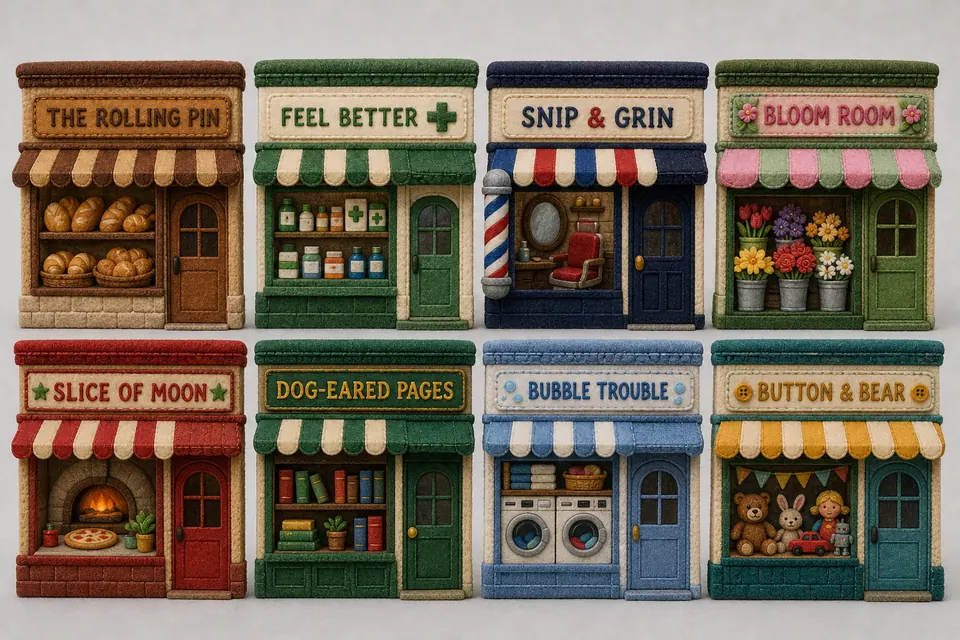 THE ROLLING PIN
FEEL BETTER
SNIP & GRIN
BLOOM ROOM
SLICE OF MOON
DOG-EARED PAGES
BUBBLE TROUBLE
BUTTON & BEAR